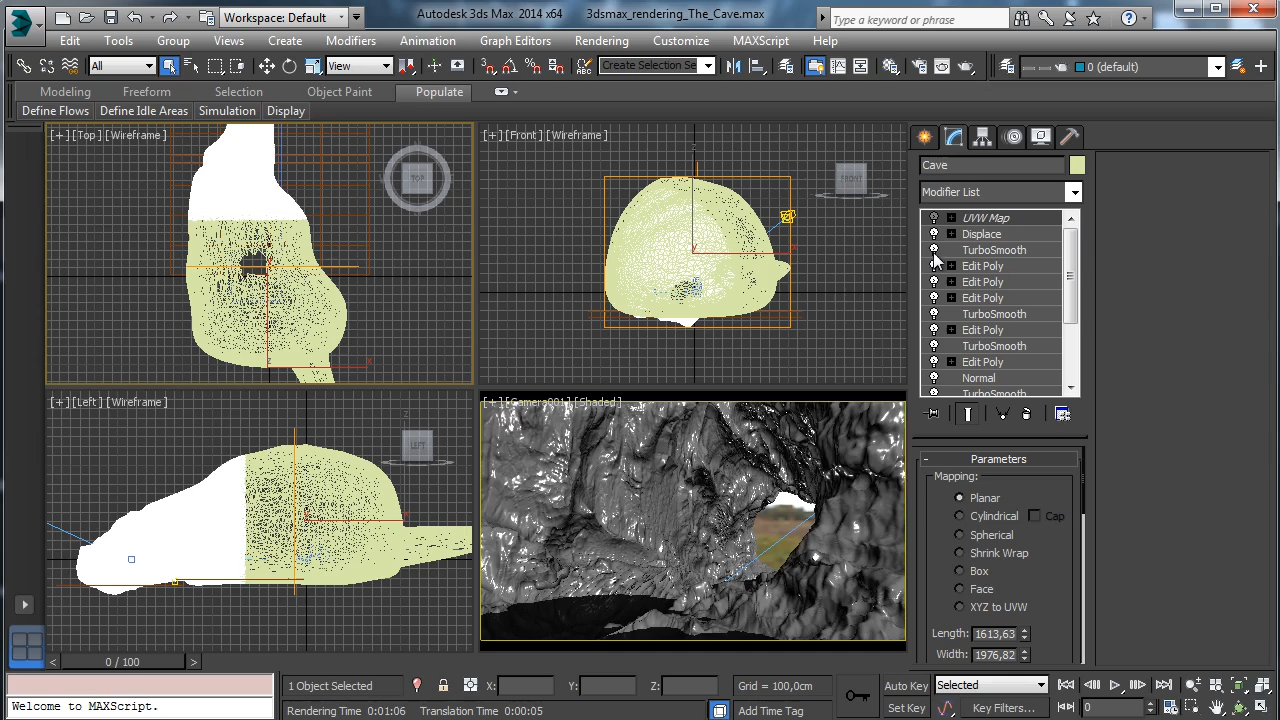 Workspace: Default
Autodesk 3ds Max 2014 x64 3dsmax_rendering_The_Cave.max
Type a keyword or phrase
Edit Tools Group Views Create Modifiers Animation Graph Editors Rendering Customize MAXScript Help
All View Create Selection Se 0 (default)
Modeling Freeform Selection Object Paint Populate
Define Flows Define Idle Areas Simulation Display
[+][Top][Wireframe]
TOP
[+][Front][Wireframe]
FRONT
[+][Left][Wireframe]
LEFT
[+][Camera001][Shaded]
Cave
Modifier List
UVW Map
Displace
TurboSmooth
Edit Poly
Edit Poly
Edit Poly
TurboSmooth
Edit Poly
TurboSmooth
Edit Poly
Normal
TurboSmooth
- Parameters
Mapping:
Planar
Cylindrical Cap
Spherical
Shrink Wrap
Box
Face
XYZ to UVW
Length: 1613,63
Width: 1976,82
< 0 / 100 >
1 Object Selected X: Y: Z: Grid = 100,0cm Auto Key Selected
Welcome to MAXScript.
Rendering Time 0:01:06 Translation Time 0:00:05 Add Time Tag Set Key Key Filters... 0